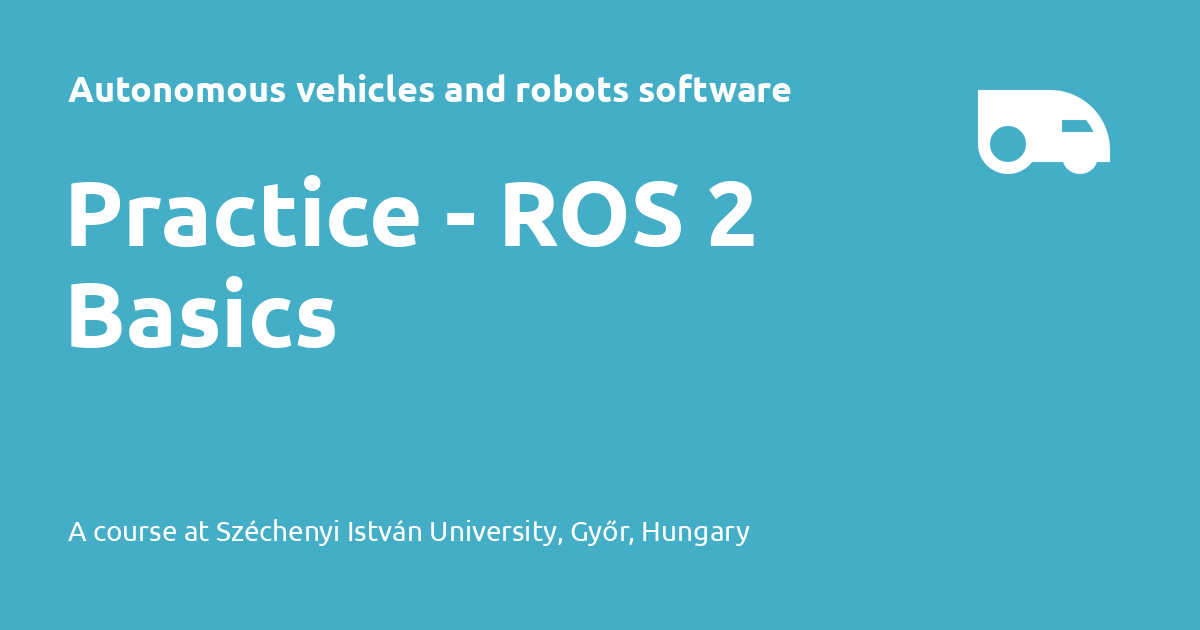 Autonomous vehicles and robots software
Practice - ROS 2
Basics
A course at Széchenyi István University, Győr, Hungary